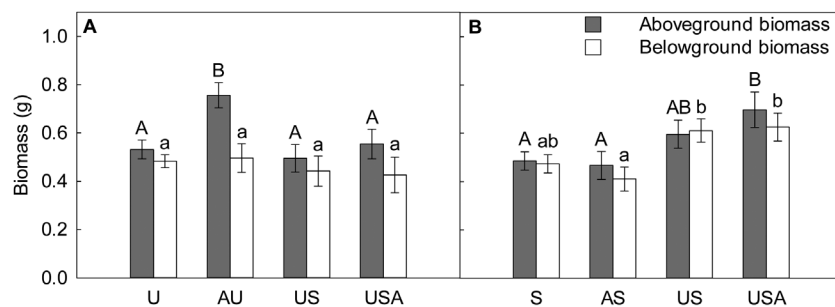 A
B
Aboveground biomass
Belowground biomass
Biomass (g)
1.0
0.8
0.6
0.4
0.2
0.0
A a B a A a A a
A ab A a AB b B b
U AU US USA
S AS US USA